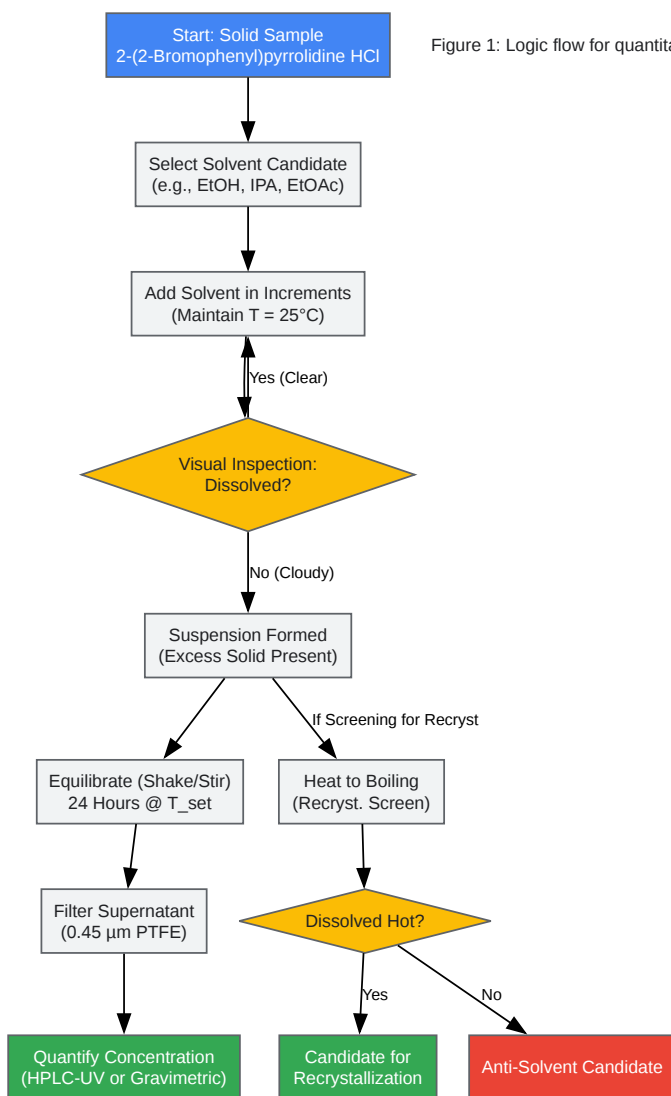 Start: Solid Sample
2-(2-Bromophenyl)pyrrolidine HCl
Figure 1: Logic flow for
Select Solvent Candidate
(e.g., EtOH, IPA, EtOAc)
Add Solvent in Increments
(Maintain T = 25°C)
Yes (Clear)
Visual Inspection:
Dissolved?
No (Cloudy)
Suspension Formed
(Excess Solid Present)
If Screening for Recryst
Equilibrate (Shake/Stir)
24 Hours @ T_set
Heat to Boiling
(Recryst. Screen)
Filter Supernatant
(0.45 µm PTFE)
Dissolved Hot?
Yes
No
Quantify Concentration
(HPLC-UV or Gravimetric)
Candidate for
Recrystallization
Anti-Solvent Candidate